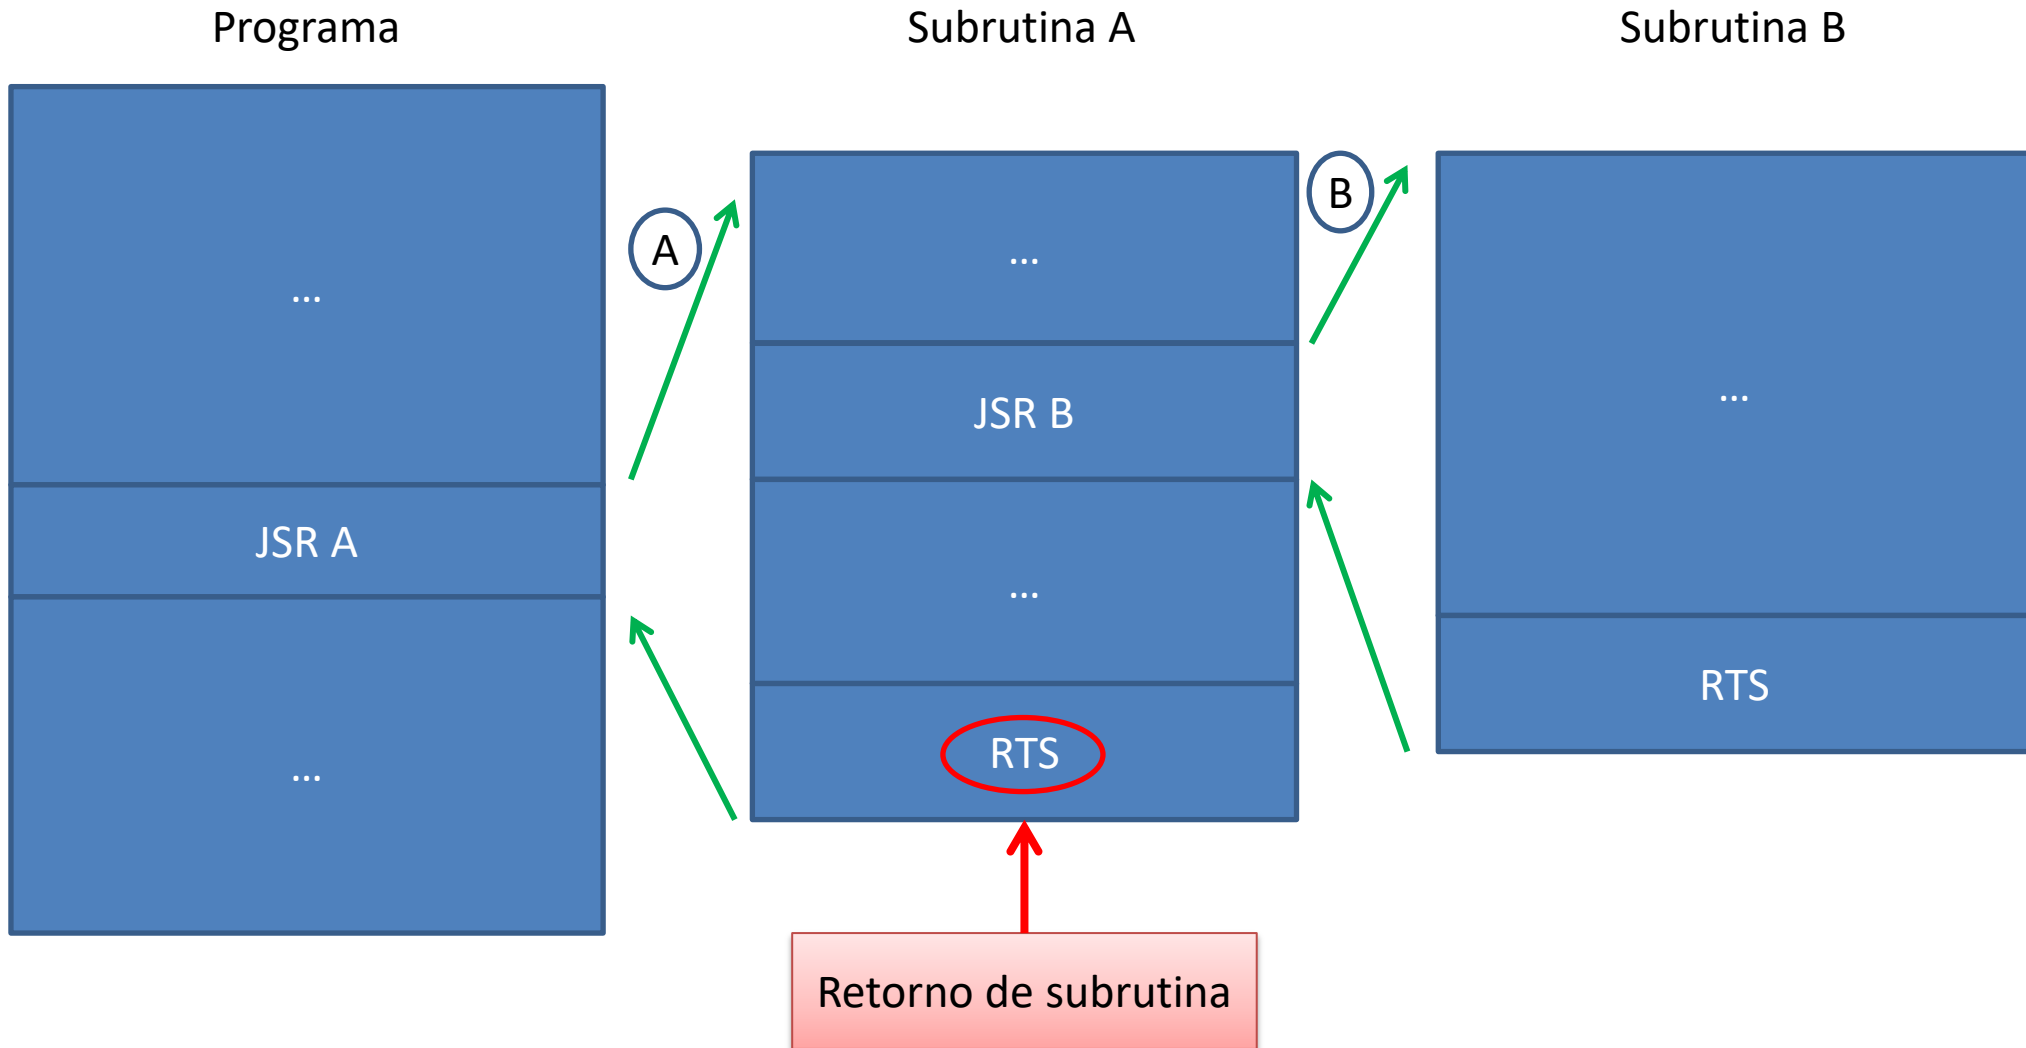 Programa
...
JSR A
...
A
Subrutina A
...
JSR B
...
RTS
B
Subrutina B
...
RTS
Retorno de subrutina